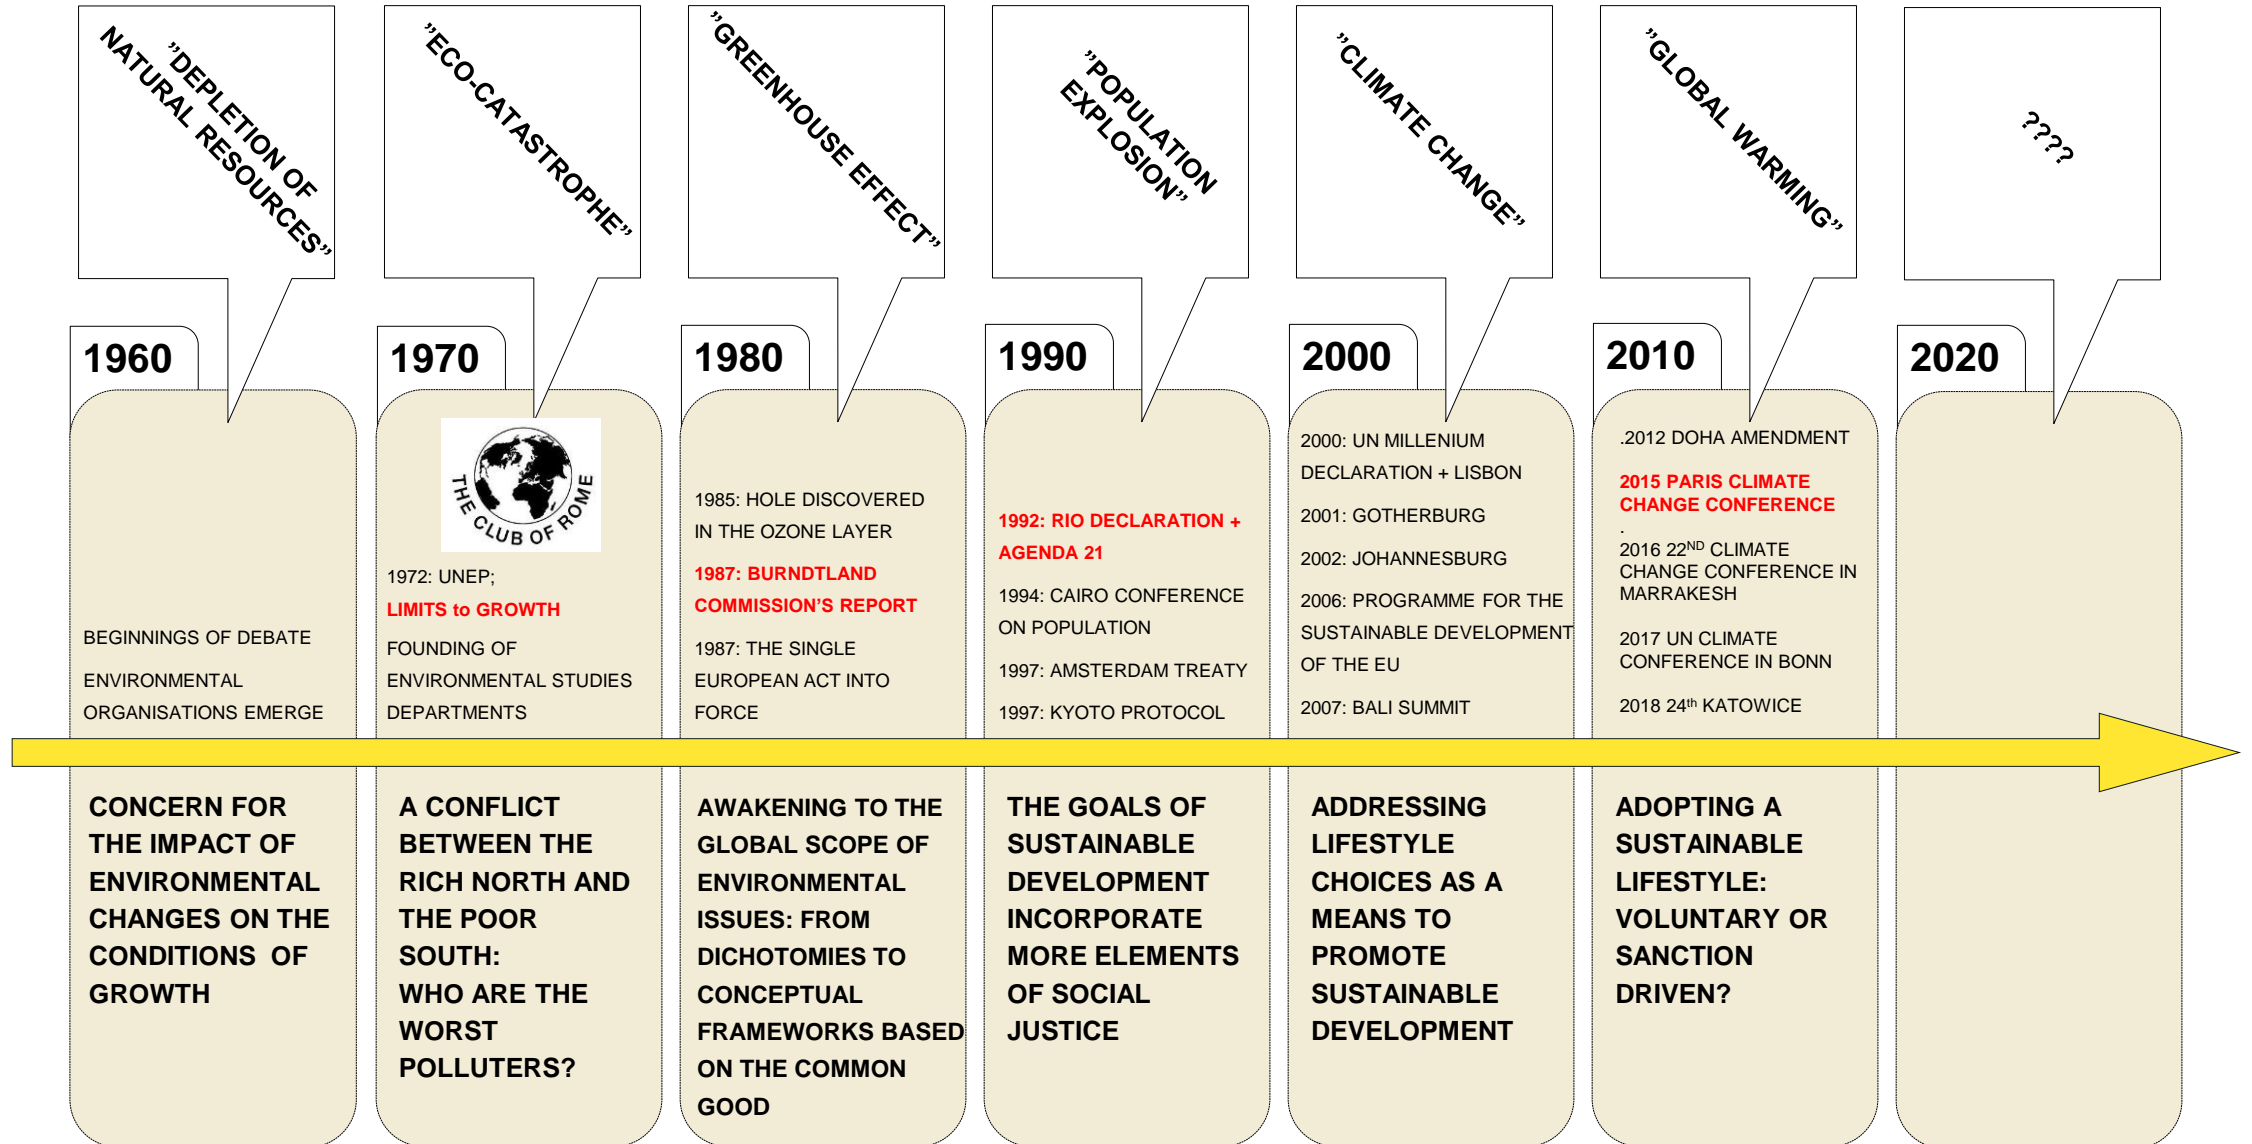 ”DEPLETION OF
NATURAL RESOURCES”
”ECO-CATASTROPHE”
”GREENHOUSE EFFECT”
”POPULATION
EXPLOSION”
”CLIMATE CHANGE”
”GLOBAL WARMING”
????
1960
BEGINNINGS OF DEBATE
ENVIRONMENTAL
ORGANISATIONS EMERGE
CONCERN FOR
THE IMPACT OF
ENVIRONMENTAL
CHANGES ON THE
CONDITIONS OF
GROWTH
1970
THE CLUB OF ROME
1972: UNEP;
LIMITS to GROWTH
FOUNDING OF
ENVIRONMENTAL STUDIES
DEPARTMENTS
A CONFLICT
BETWEEN THE
RICH NORTH AND
THE POOR
SOUTH:
WHO ARE THE
WORST
POLLUTERS?
1980
1985: HOLE DISCOVERED
IN THE OZONE LAYER
1987: BURNDTLAND
COMMISSION’S REPORT
1987: THE SINGLE
EUROPEAN ACT INTO
FORCE
AWAKENING TO THE
GLOBAL SCOPE OF
ENVIRONMENTAL
ISSUES: FROM
DICHOTOMIES TO
CONCEPTUAL
FRAMEWORKS BASED
ON THE COMMON
GOOD
1990
1992: RIO DECLARATION +
AGENDA 21
1994: CAIRO CONFERENCE
ON POPULATION
1997: AMSTERDAM TREATY
1997: KYOTO PROTOCOL
THE GOALS OF
SUSTAINABLE
DEVELOPMENT
INCORPORATE
MORE ELEMENTS
OF SOCIAL
JUSTICE
2000
2000: UN MILLENIUM
DECLARATION + LISBON
2001: GOTHERBURG
2002: JOHANNESBURG
2006: PROGRAMME FOR THE
SUSTAINABLE DEVELOPMENT
OF THE EU
2007: BALI SUMMIT
ADDRESSING
LIFESTYLE
CHOICES AS A
MEANS TO
PROMOTE
SUSTAINABLE
DEVELOPMENT
2010
.2012 DOHA AMENDMENT
2015 PARIS CLIMATE
CHANGE CONFERENCE
.
2016 22ND CLIMATE
CHANGE CONFERENCE IN
MARRAKESH
2017 UN CLIMATE
CONFERENCE IN BONN
2018 24th KATOWICE
ADOPTING A
SUSTAINABLE
LIFESTYLE:
VOLUNTARY OR
SANCTION
DRIVEN?
2020